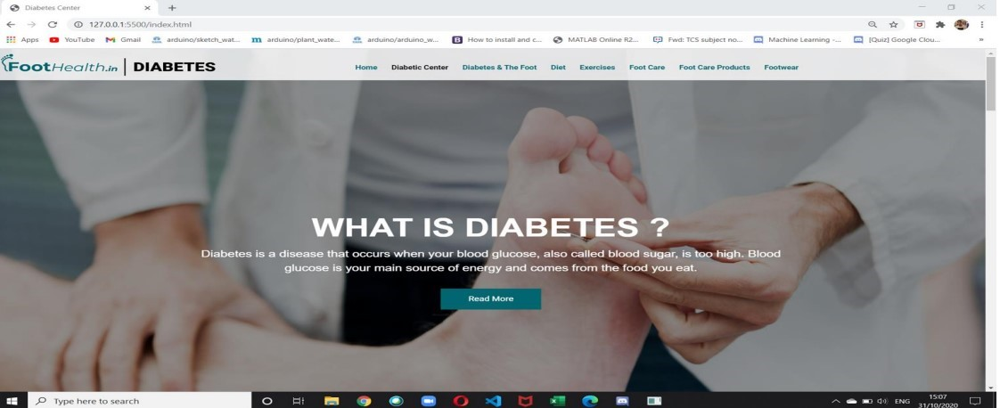 Diabetes Center
127.0.0.1:5500/index.html
Apps YouTube Gmail arduino/sketch_wat... arduino/plant_wate... arduino/arduino_w... How to install and c... MATLAB Online R2... Fwd: TCS subject no... Machine Learning -... [Quiz] Google Clou... »
FootHealth.in | DIABETES
Home Diabetic Center Diabetes & The Foot Diet Exercises Foot Care Foot Care Products Footwear
WHAT IS DIABETES ?
Diabetes is a disease that occurs when your blood glucose, also called blood sugar, is too high. Blood
glucose is your main source of energy and comes from the food you eat.
Read More
Type here to search
ENG
15:07
31/10/2020